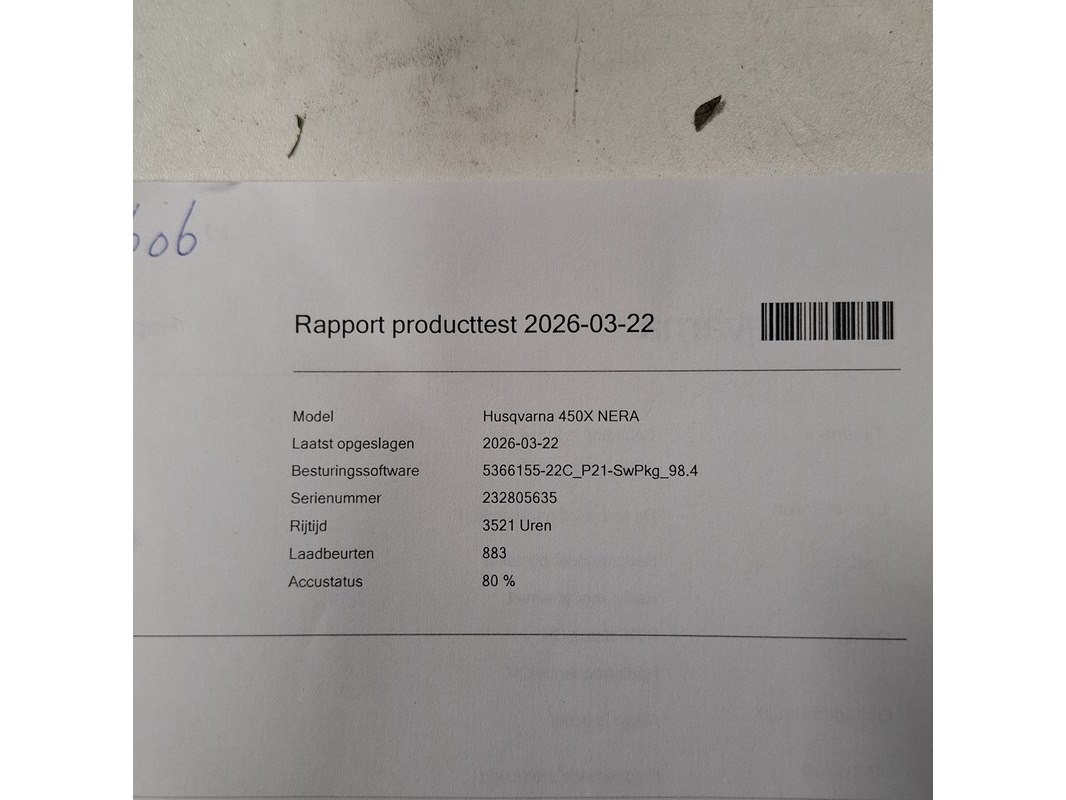 Rapport producttest 2026-03-22
Model Husqvarna 450X NERA
Laatst opgeslagen 2026-03-22
Besturingssoftware 5366155-22C_P21-SwPkg_98.4
Serienummer 232805635
Rijtijd 3521 Uren
Laadbeurten 883
Accustatus 80 %